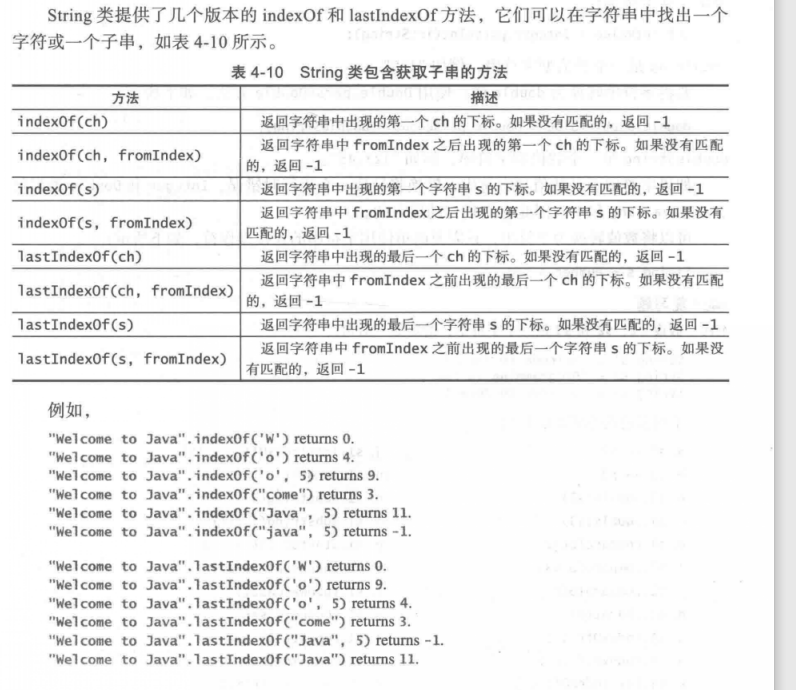 String 类提供了几个版本的 indexOf 和 lastIndexOf 方法，它们可以在字符串中找出一个
字符或一个子串，如表 4-10 所示。
表 4-10 String 类包含获取子串的方法
方法 描述
indexOf(ch) 返回字符串中出现的第一个 ch 的下标。如果没有匹配的，返回 -1
indexOf(ch, fromIndex) 返回字符串中 fromIndex 之后出现的第一个 ch 的下标。如果没有匹配
的，返回 -1
indexOf(s) 返回字符串中出现的第一个字符串 s 的下标。如果没有匹配的，返回 -1
indexOf(s, fromIndex) 返回字符串中 fromIndex 之后出现的第一个字符串 s 的下标。如果没有
匹配的，返回 -1
lastIndexOf(ch) 返回字符串中出现的最后一个 ch 的下标。如果没有匹配的，返回 -1
lastIndexOf(ch, fromIndex) 返回字符串中 fromIndex 之前出现的最后一个 ch 的下标。如果没有匹配
的，返回 -1
lastIndexOf(s) 返回字符串中出现的最后一个字符串 s 的下标。如果没有匹配的，返回 -1
lastIndexOf(s, fromIndex) 返回字符串中 fromIndex 之前出现的最后一个字符串 s 的下标。如果没
有匹配的，返回 -1
例如，
"Welcome to Java".indexOf('W') returns 0.
"Welcome to Java".indexOf('o') returns 4.
"Welcome to Java".indexOf('o', 5) returns 9.
"Welcome to Java".indexOf("come") returns 3.
"Welcome to Java".indexOf("Java", 5) returns 11.
"Welcome to Java".indexOf("java", 5) returns -1.
"Welcome to Java".lastIndexOf('W') returns 0.
"Welcome to Java".lastIndexOf('o') returns 9.
"Welcome to Java".lastIndexOf('o', 5) returns 4.
"Welcome to Java".lastIndexOf("come") returns 3.
"Welcome to Java".lastIndexOf("Java", 5) returns -1.
"Welcome to Java".lastIndexOf("Java") returns 11.